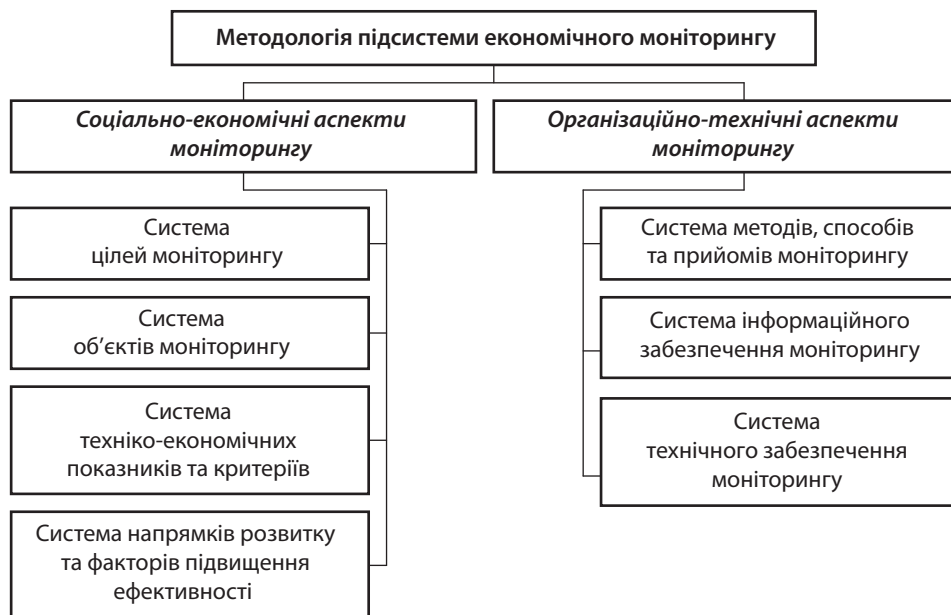 Методологія підсистеми економічного моніторингу
Соціально-економічні аспекти
моніторингу
Організаційно-технічні аспекти
моніторингу
Система
цілей моніторингу
Система
об’єктів моніторингу
Система
техніко-економічних
показників та критеріїв
Система напрямків розвитку
та факторів підвищення
ефективності
Система методів, способів
та прийомів моніторингу
Система інформаційного
забезпечення моніторингу
Система
технічного забезпечення
моніторингу